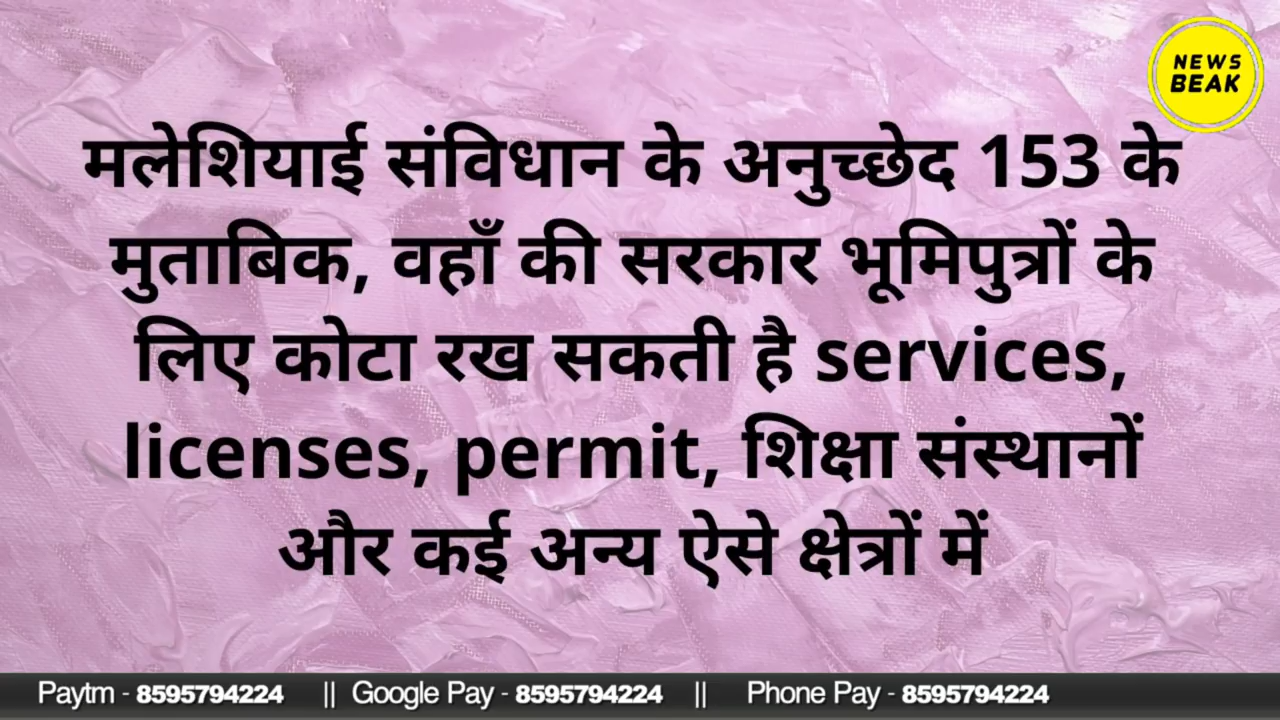 NEWS
BEAK
मलेशियाई संविधान के अनुच्छेद 153 के
मुताबिक, वहाँ की सरकार भूमिपुत्रों के
लिए कोटा रख सकती है services,
licenses, permit, शिक्षा संस्थानों
और कई अन्य ऐसे क्षेत्रों में
Paytm - 8595794224 || Google Pay - 8595794224 || Phone Pay - 8595794224